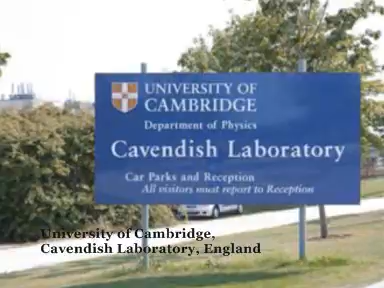 UNIVERSITY OF
CAMBRIDGE
Department of Physics
Cavendish Laboratory
Car Parks and Reception
All visitors must report to Reception
University of Cambridge,
Cavendish Laboratory, England